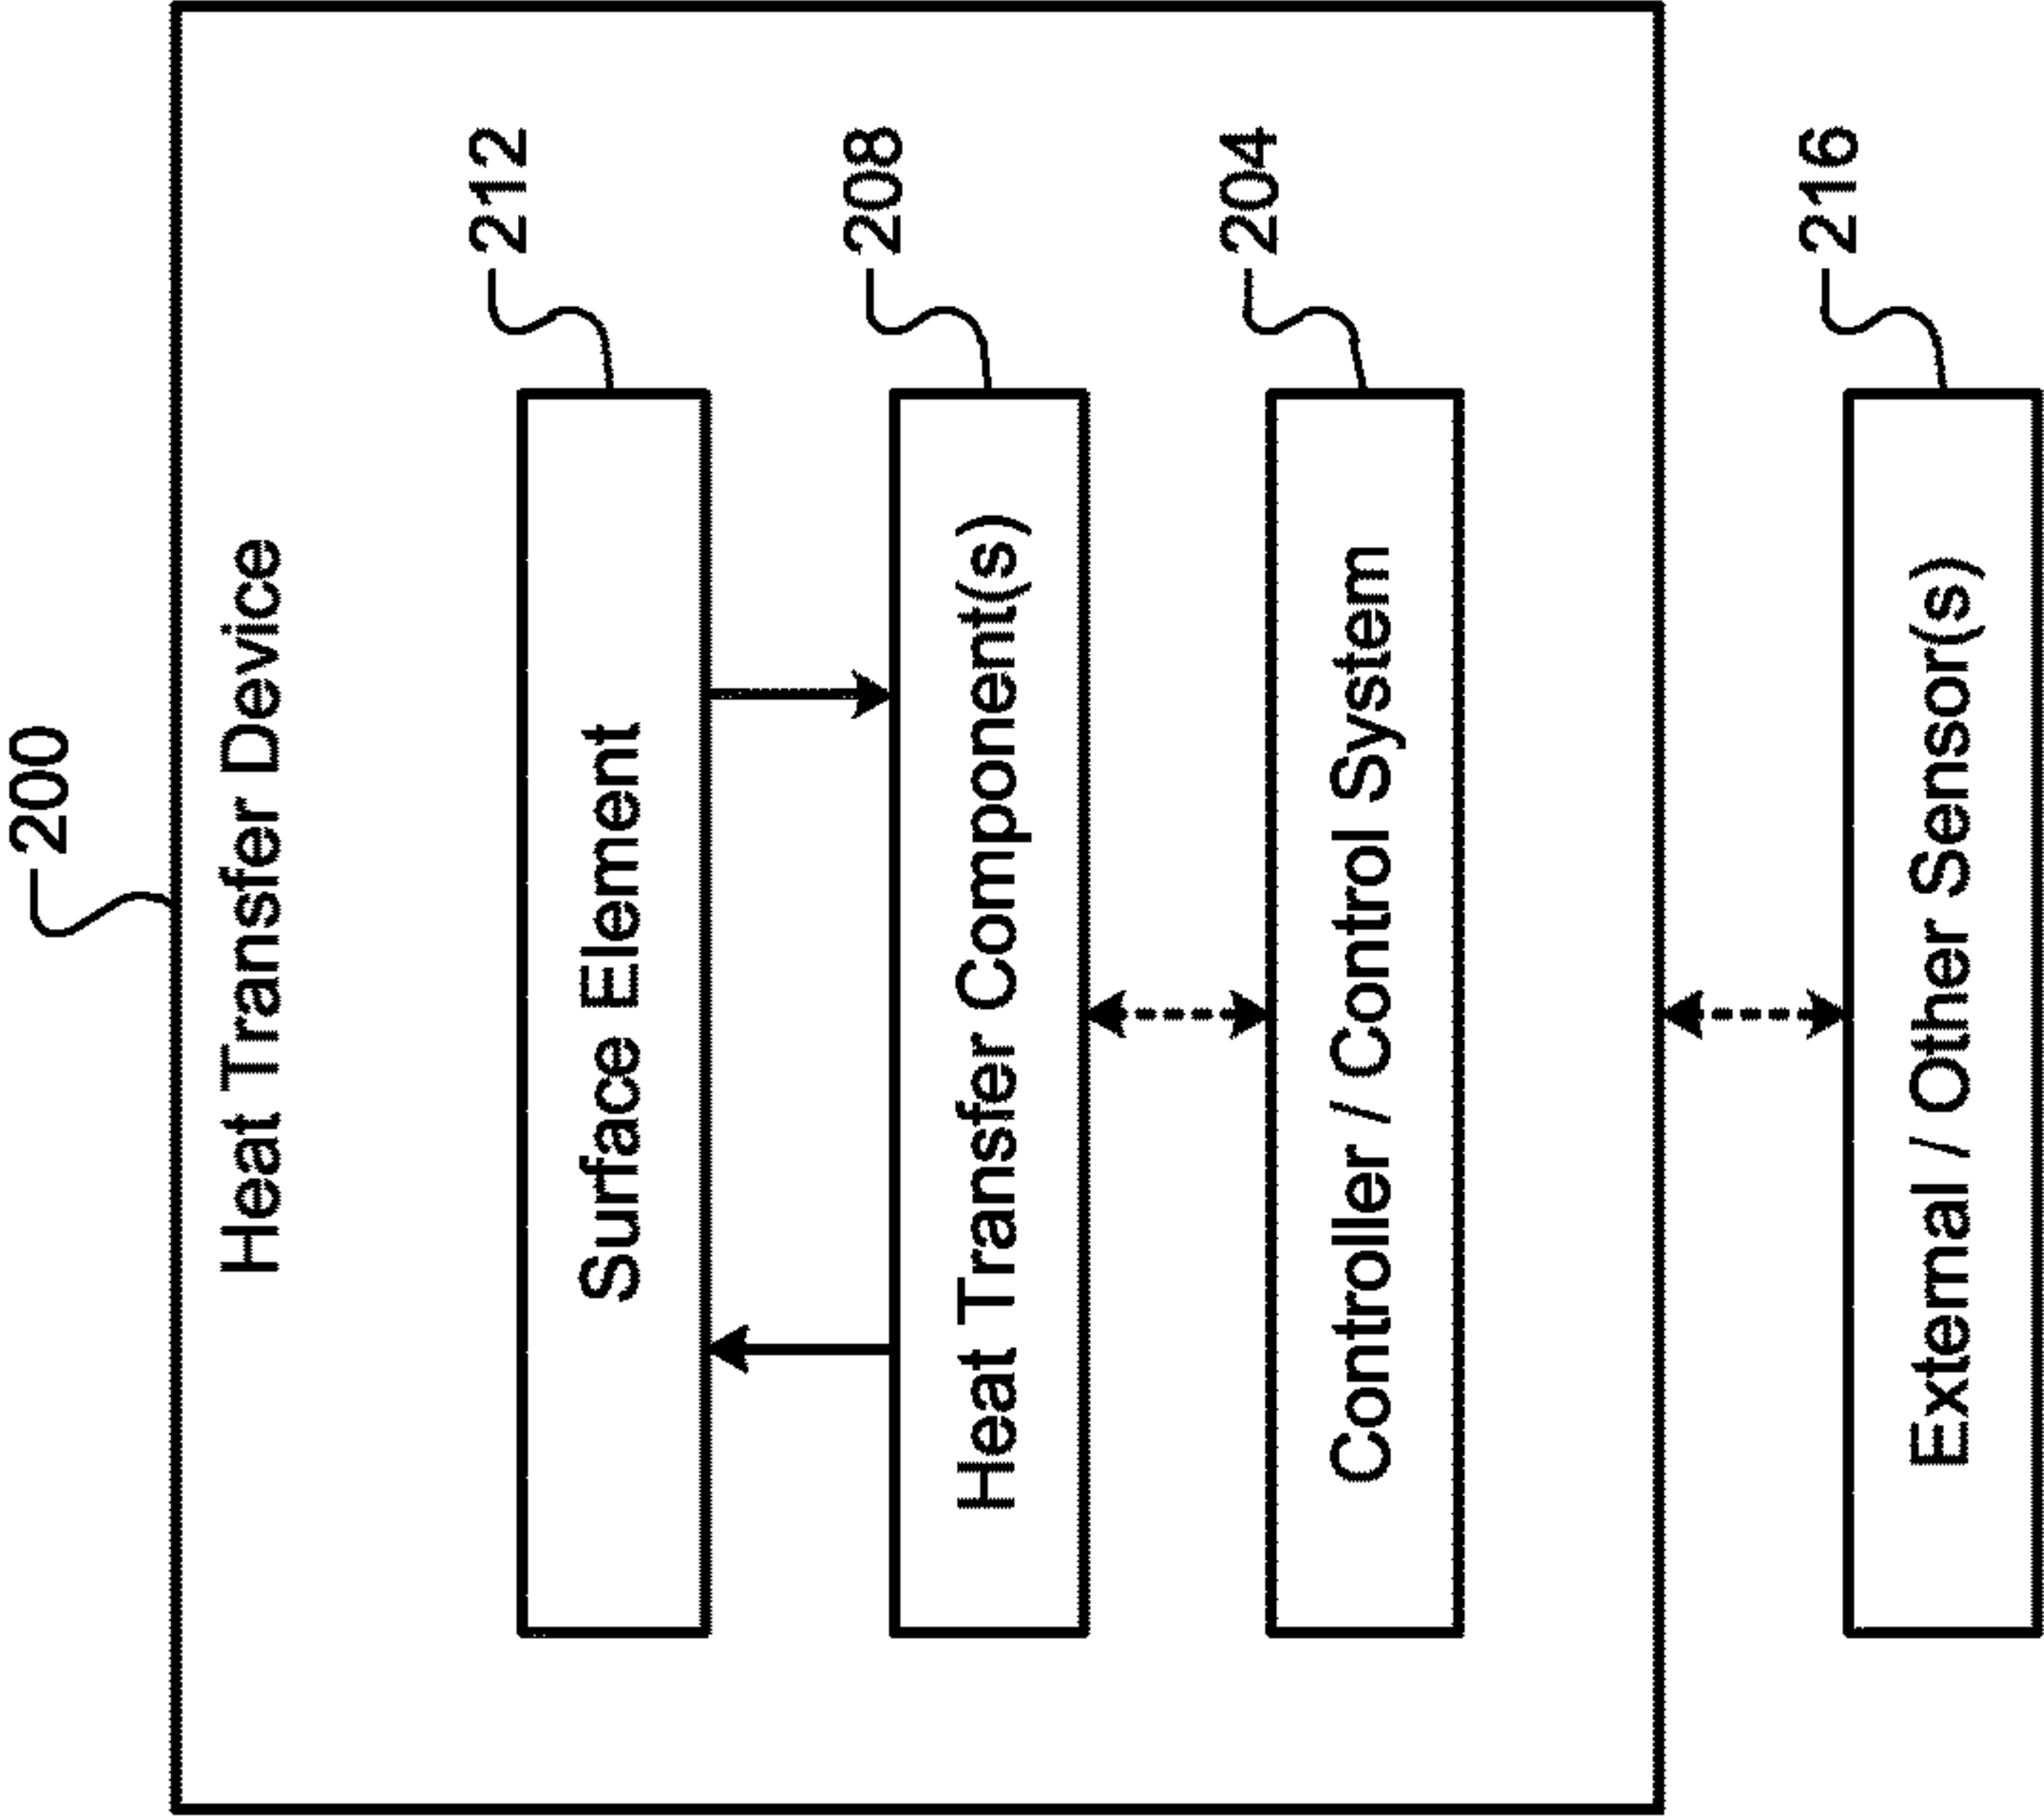 200
Heat Transfer Device
212
Surface Element
208
Heat Transfer Component(s)
204
Controller / Control System
216
External / Other Sensor(s)